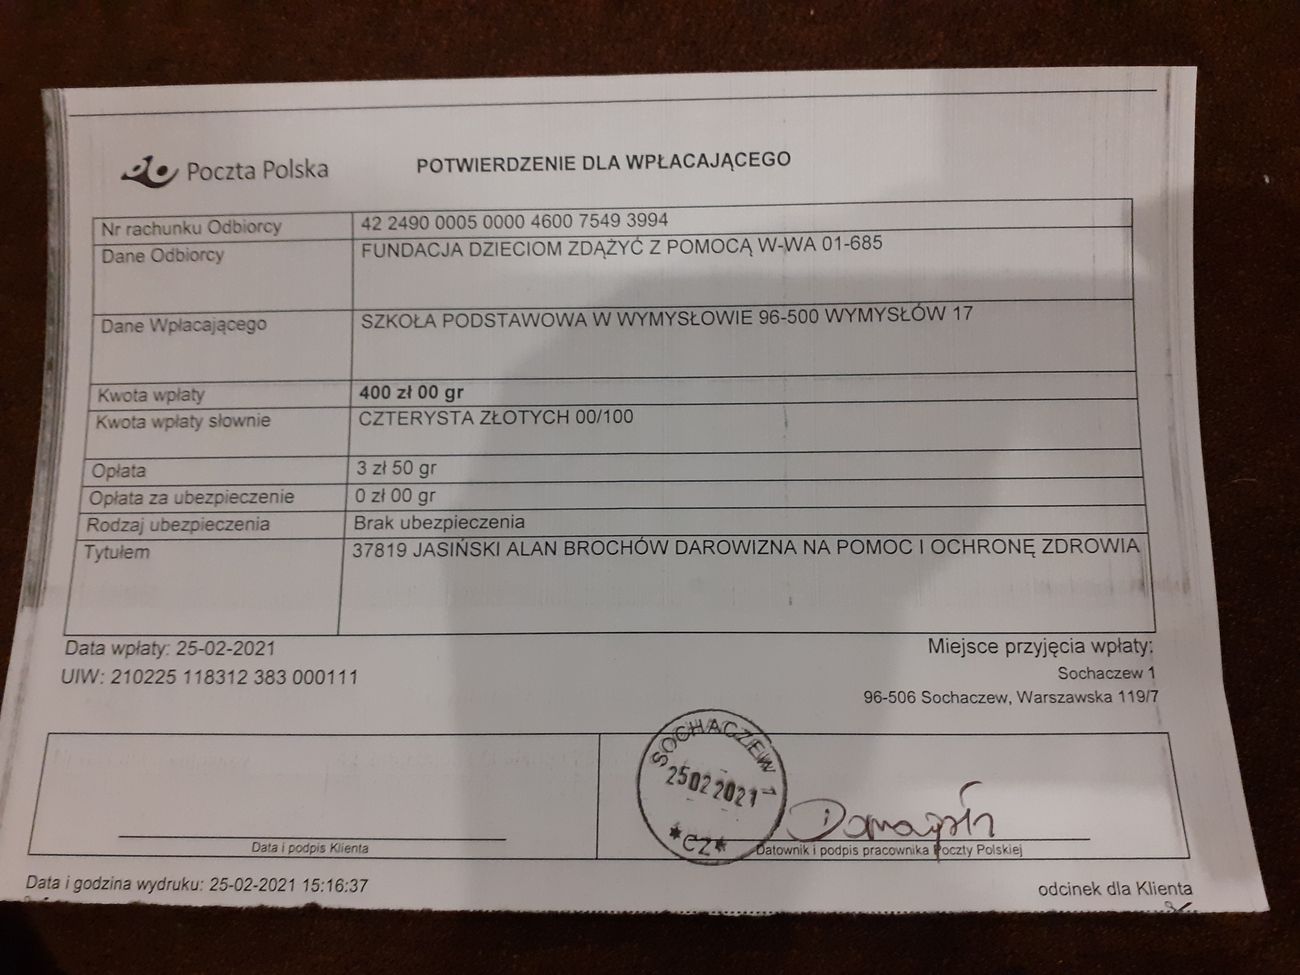 Poczta Polska
POTWIERDZENIE DLA WPŁACAJĄCEGO
Nr rachunku Odbiorcy 42 2490 0005 0000 4600 7549 3994
Dane Odbiorcy FUNDACJA DZIECIOM ZDĄŻYĆ Z POMOCĄ W-WA 01-685
Dane Wpłacającego SZKOŁA PODSTAWOWA W WYMYSŁOWIE 96-500 WYMYSŁÓW 17
Kwota wpłaty 400 zł 00 gr
Kwota wpłaty słownie CZTERYSTA ZŁOTYCH 00/100
Opłata 3 zł 50 gr
Opłata za ubezpieczenie 0 zł 00 gr
Rodzaj ubezpieczenia Brak ubezpieczenia
Tytułem 37819 JASIŃSKI ALAN BROCHÓW DAROWIZNA NA POMOC I OCHRONĘ ZDROWIA
Data wpłaty: 25-02-2021
Miejsce przyjęcia wpłaty:
UIW: 210225 118312 383 000111
Sochaczew 1
96-506 Sochaczew, Warszawska 119/7
SOCHACZEW 1
25 02 2021
*CZ*
Data i podpis Klienta
Datownik i podpis pracownika Poczty Polskiej
Data i godzina wydruku: 25-02-2021 15:16:37
odcinek dla Klienta